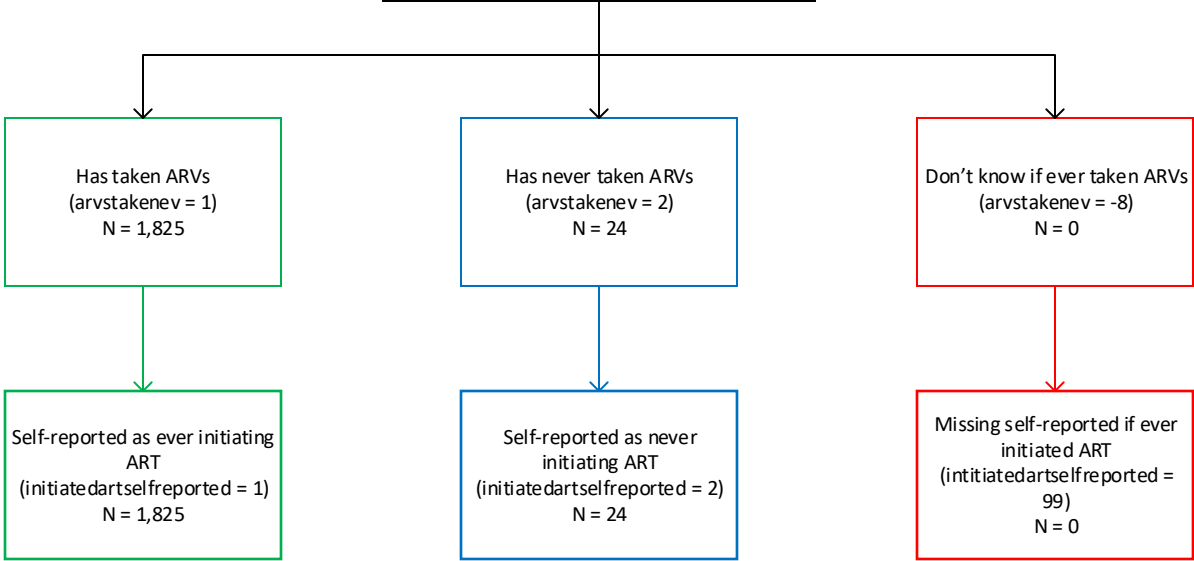 Has taken ARVs
(arvstakenev = 1)
N = 1,825
Has never taken ARVs
(arvstakenev = 2)
N = 24
Don't know if ever taken ARVs
(arvstakenev = -8)
N = 0
Self-reported as ever initiating
ART
(initiatedartselfreported = 1)
N = 1,825
Self-reported as never
initiating ART
(initiatedartselfreported = 2)
N = 24
Missing self-reported if ever
initiated ART
(intitiatedartselfreported =
99)
N = 0